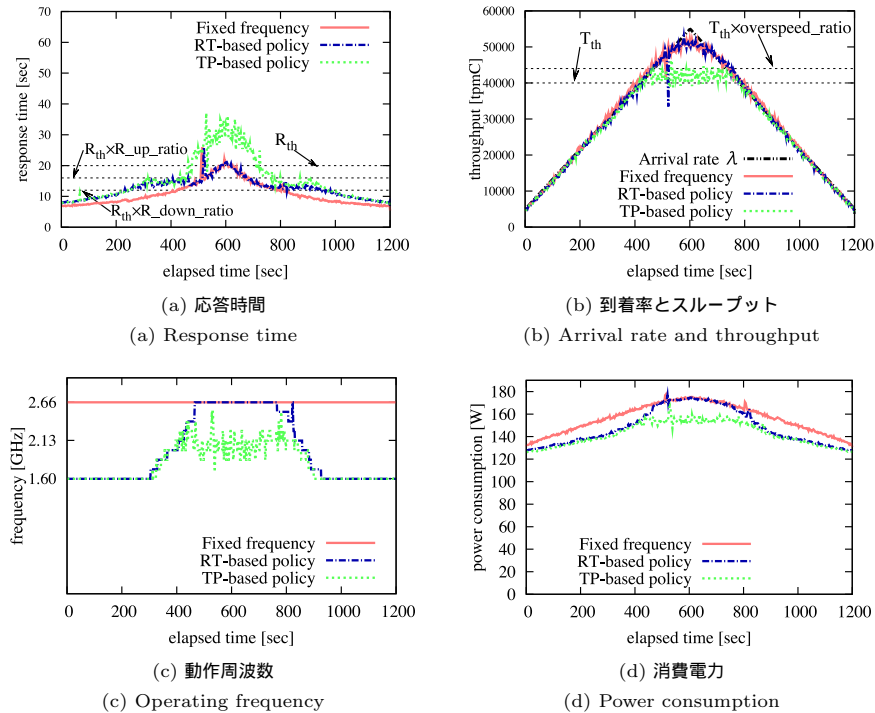 70
60
50
40
30
20
10
0
response time [sec]
Fixed frequency
RT-based policy
TP-based policy
R_th×R_up_ratio
R_th
R_th×R_down_ratio
0 200 400 600 800 1000 1200
elapsed time [sec]
(a) 応答時間
(a) Response time
60000
50000
40000
30000
20000
10000
0
throughput [tpmC]
T_th
T_th×overspeed_ratio
Arrival rate λ
Fixed frequency
RT-based policy
TP-based policy
0 200 400 600 800 1000 1200
elapsed time [sec]
(b) 到着率とスループット
(b) Arrival rate and throughput
2.66
2.13
1.60
frequency [GHz]
Fixed frequency
RT-based policy
TP-based policy
0 200 400 600 800 1000 1200
elapsed time [sec]
(c) 動作周波数
(c) Operating frequency
180
160
140
120
100
80
60
40
20
0
power consumption [W]
Fixed frequency
RT-based policy
TP-based policy
0 200 400 600 800 1000 1200
elapsed time [sec]
(d) 消費電力
(d) Power consumption